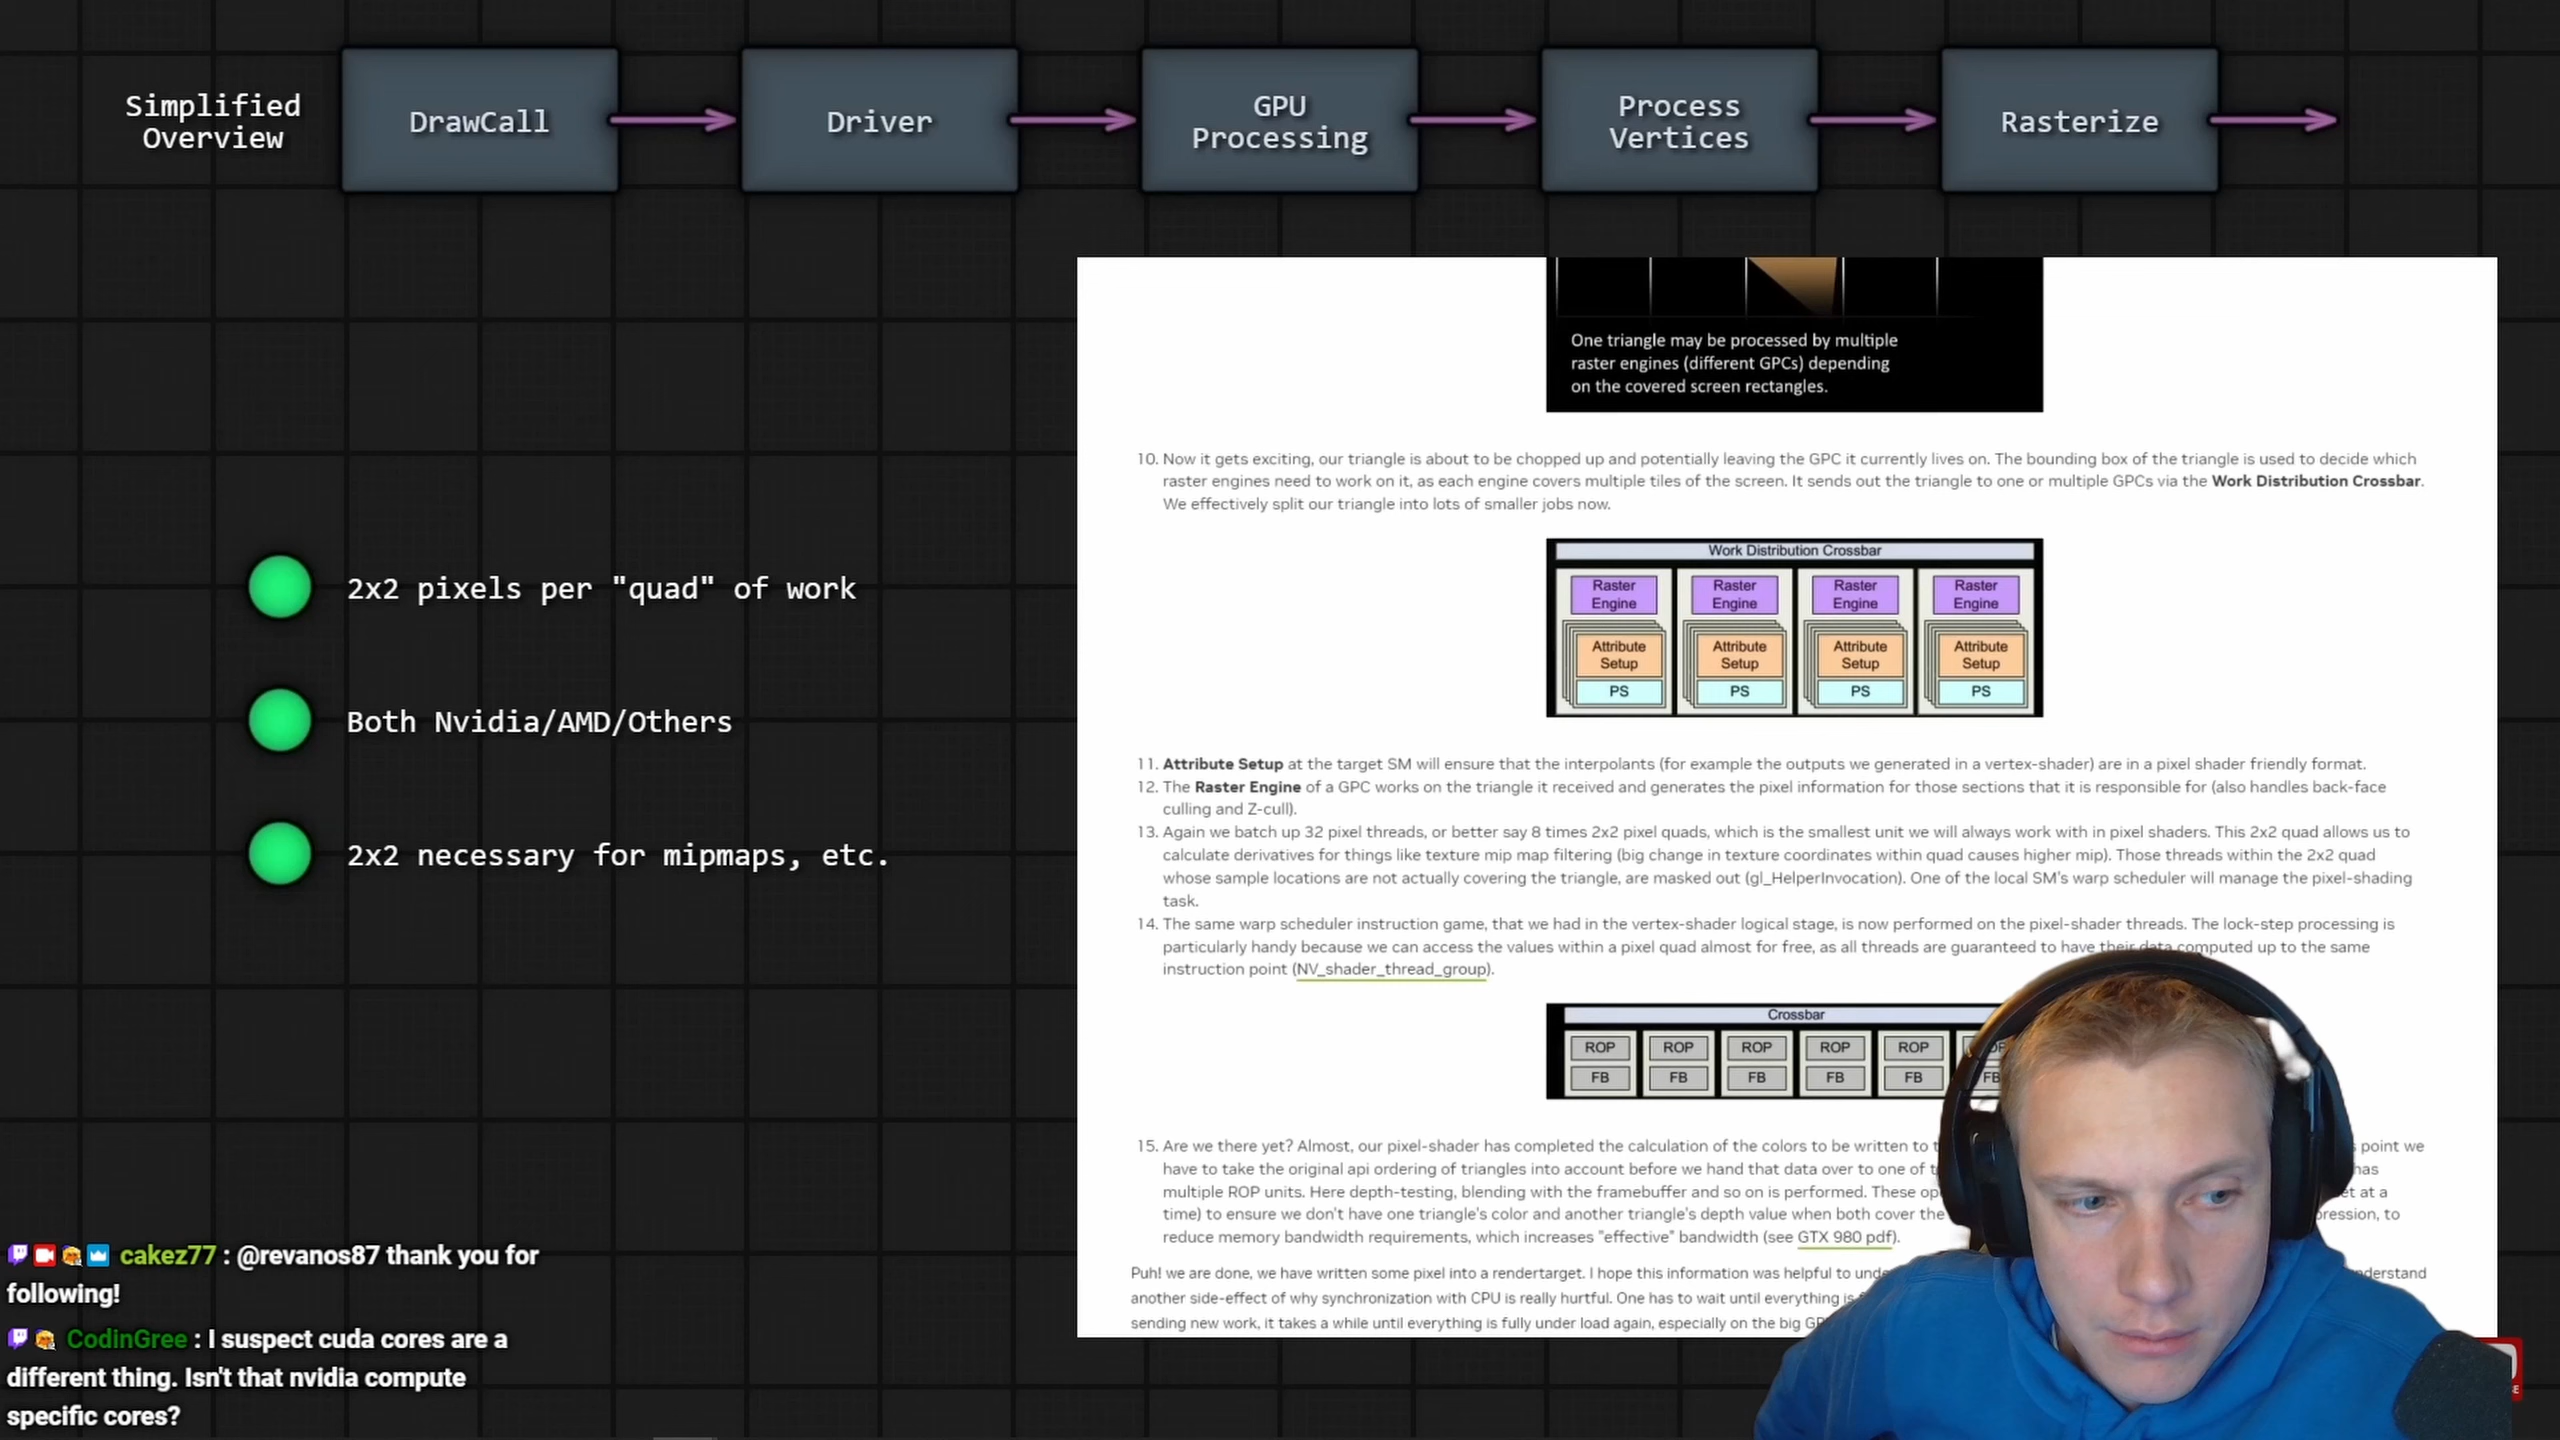 Simplified
Overview
DrawCall
Driver
GPU
Processing
Process
Vertices
Rasterize
2x2 pixels per "quad" of work
Both Nvidia/AMD/Others
2x2 necessary for mipmaps, etc.
One triangle may be processed by multiple
raster engines (different GPCs) depending
on the covered screen rectangles.
10. Now it gets exciting, our triangle is about to be chopped up and potentially leaving the GPC it currently lives on. The bounding box of the triangle is used to decide which
raster engines need to work on it, as each engine covers multiple tiles of the screen. It sends out the triangle to one or multiple GPCs via the Work Distribution Crossbar.
We effectively split our triangle into lots of smaller jobs now.
Work Distribution Crossbar
Raster
Engine
Raster
Engine
Raster
Engine
Raster
Engine
Attribute
Setup
Attribute
Setup
Attribute
Setup
Attribute
Setup
PS
PS
PS
PS
11. Attribute Setup at the target SM will ensure that the interpolants (for example the outputs we generated in a vertex-shader) are in a pixel shader friendly format.
12. The Raster Engine of a GPC works on the triangle it received and generates the pixel information for those sections that it is responsible for (also handles back-face
culling and Z-cull).
13. Again we batch up 32 pixel threads, or better say 8 times 2x2 pixel quads, which is the smallest unit we will always work with in pixel shaders. This 2x2 quad allows us to
calculate derivatives for things like texture mip map filtering (big change in texture coordinates within quad causes higher mip). Those threads within the 2x2 quad
whose sample locations are not actually covering the triangle, are masked out (gl_HelperInvocation). One of the local SM's warp scheduler will manage the pixel-shading
task.
14. The same warp scheduler instruction game, that we had in the vertex-shader logical stage, is now performed on the pixel-shader threads. The lock-step processing is
particularly handy because we can access the values within a pixel quad almost for free, as all threads are guaranteed to have their data computed up to the same
instruction point (NV_shader_thread_group).
Crossbar
ROP
ROP
ROP
ROP
ROP
FB
FB
FB
FB
FB
FB
15. Are we there yet? Almost, our pixel-shader has completed the calculation of the colors to be written to point we
have to take the original api ordering of triangles into account before we hand that data over to one of has
multiple ROP units. Here depth-testing, blending with the framebuffer and so on is performed. These at a
time) to ensure we don't have one triangle's color and another triangle's depth value when both cover the to
reduce memory bandwidth requirements, which increases "effective" bandwidth (see GTX 980 pdf).
Puh! we are done, we have written some pixel into a rendertarget. I hope this information was helpful to
another side-effect of why synchronization with CPU is really hurtful. One has to wait until everything is
sending new work, it takes a while until everything is fully under load again, especially on the big
cakez77 : @revanos87 thank you for
following!
CodinGree : I suspect cuda cores are a
different thing. Isn't that nvidia compute
specific cores?